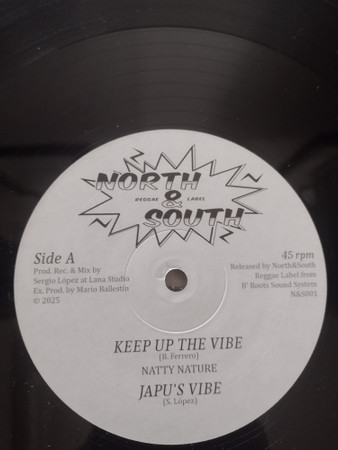 NORTH
REGGAE LABEL
&
SOUTH
Side A
Prod. Rec. & Mix by
Sergio López at Lana Studio
Ex. Prod. by Mario Ballestín
© 2025
45 rpm
Released by North&South
Reggae Label from
B' Roots Sound System
N&S001
KEEP UP THE VIBE
(B. Ferrero)
NATTY NATURE
JAPU'S VIBE
(S. López)